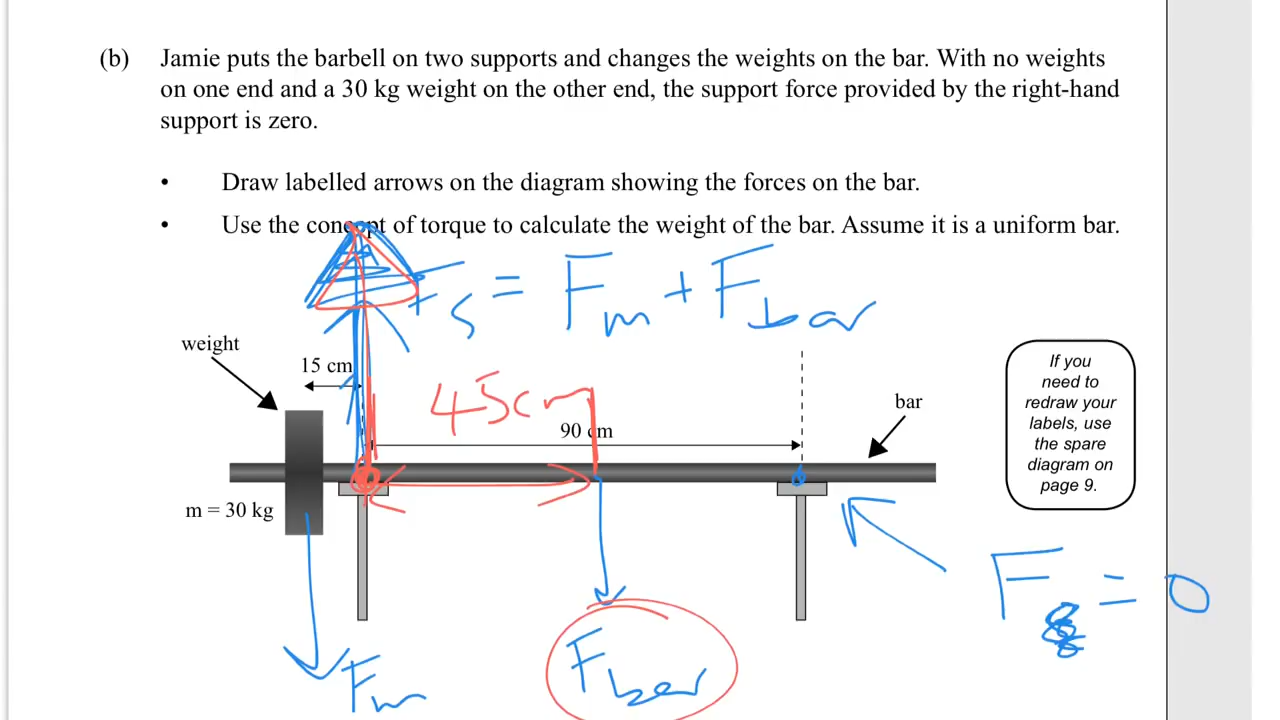 (b) Jamie puts the barbell on two supports and changes the weights on the bar. With no weights
on one end and a 30 kg weight on the other end, the support force provided by the right-hand
support is zero.
• Draw labelled arrows on the diagram showing the forces on the bar.
• Use the concept of torque to calculate the weight of the bar. Assume it is a uniform bar.
Fs = Fm + Fbar
weight
15 cm
45cm
90 cm
bar
If you
need to
redraw your
labels, use
the spare
diagram on
page 9.
m = 30 kg
F = 0
Fm
Fbar